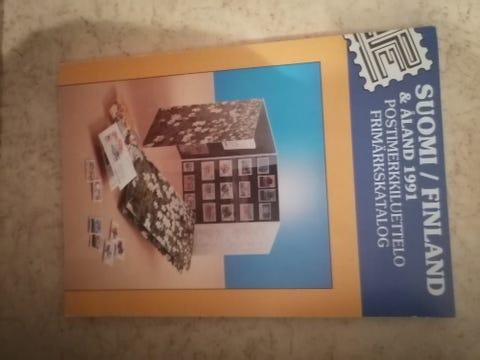 SUOMI / FINLAND
& ÅLAND 1991
POSTIMERKKILUETTELO
FRIMÄRKSKATALOG